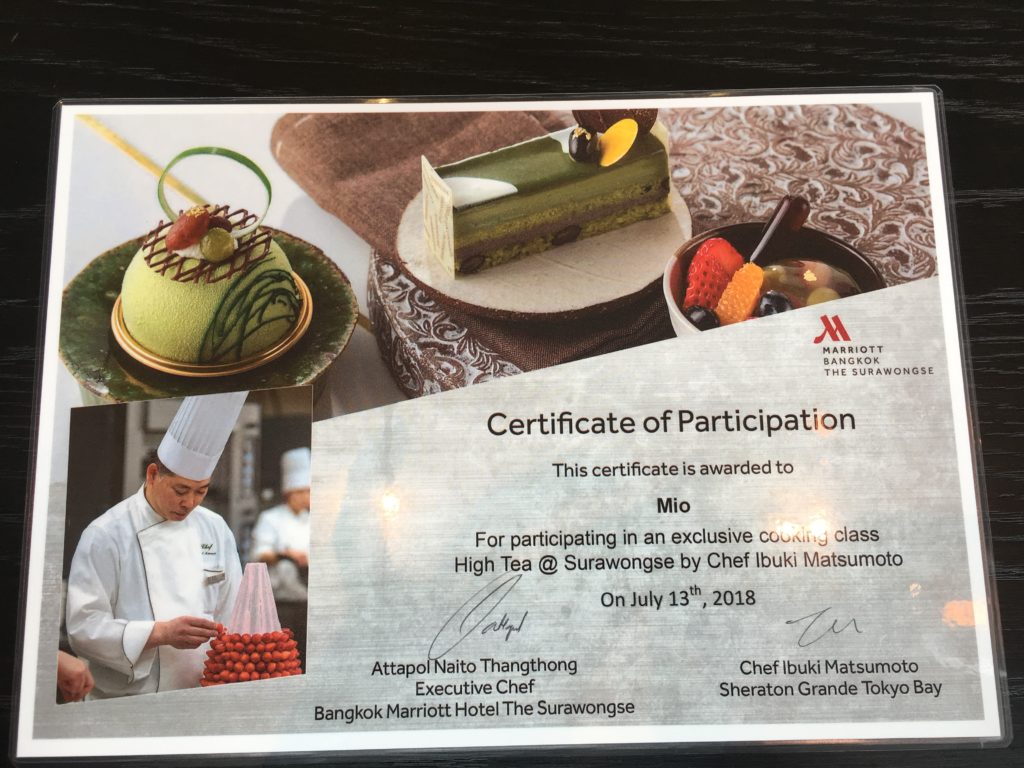 MARRIOTT
BANGKOK
THE SURAWONGSE
Certificate of Participation
This certificate is awarded to
Mio
For participating in an exclusive cooking class
High Tea @ Surawongse by Chef Ibuki Matsumoto
On July 13th, 2018
Attapol Naito Thangthong
Executive Chef
Bangkok Marriott Hotel The Surawongse
Chef Ibuki Matsumoto
Sheraton Grande Tokyo Bay